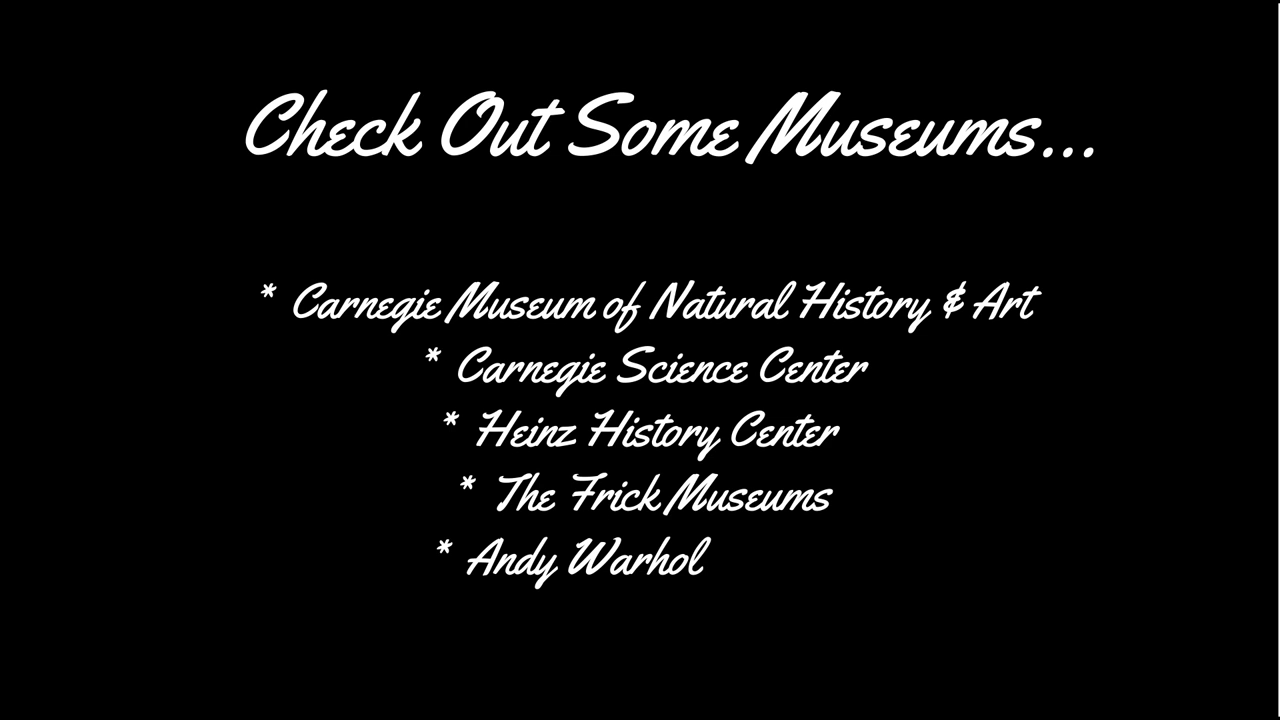 Check Out Some Museums...
* Carnegie Museum of Natural History & Art
* Carnegie Science Center
* Heinz History Center
* The Frick Museums
* Andy Warhol